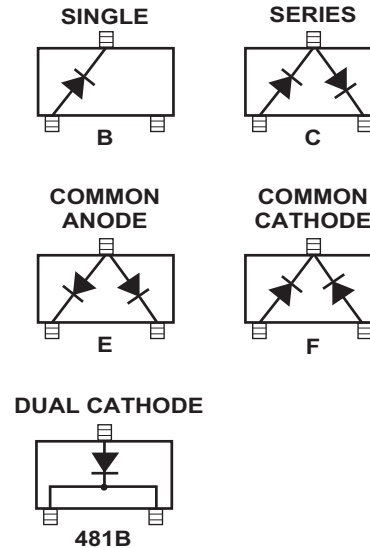 SINGLE
SERIES
B
C
COMMON
ANODE
COMMON
CATHODE
E
F
DUAL CATHODE
481B